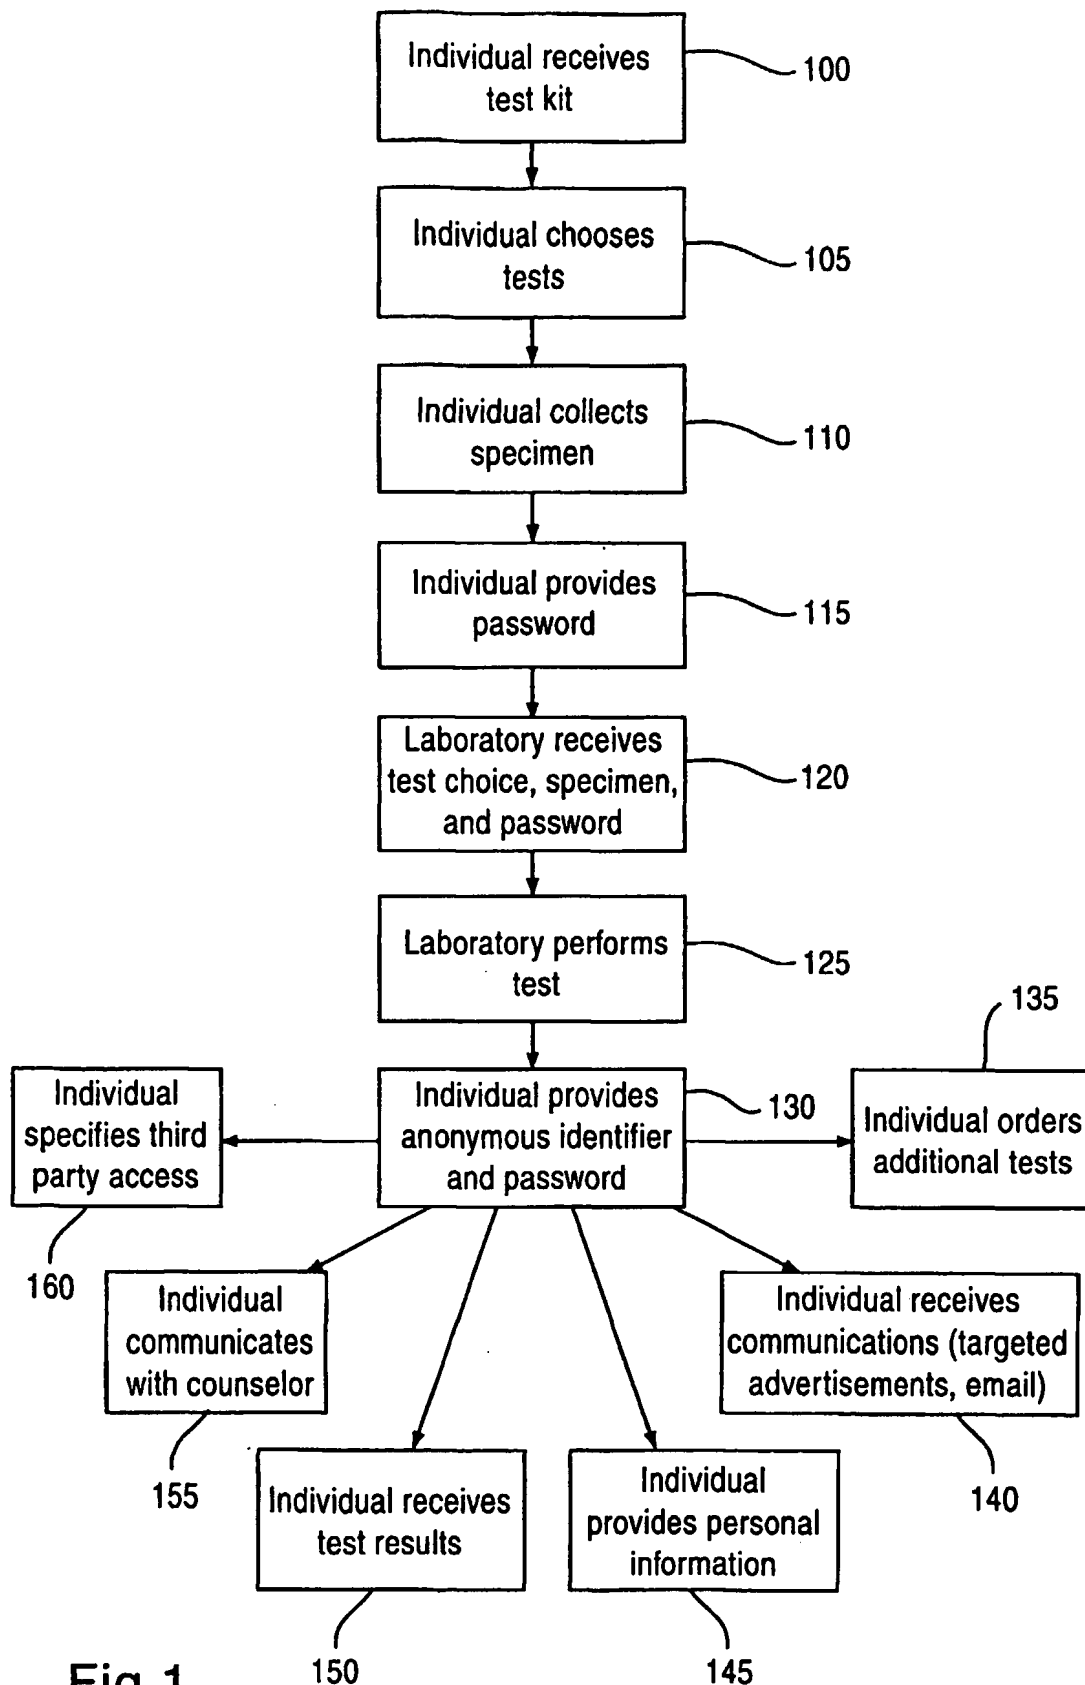 Individual receives
test kit
100
Individual chooses
tests
105
Individual collects
specimen
110
Individual provides
password
115
Laboratory receives
test choice, specimen,
and password
120
Laboratory performs
test
125
135
Individual
specifies third
party access
Individual provides
anonymous identifier
and password
130
Individual orders
additional tests
160
Individual
communicates
with counselor
Individual receives
communications (targeted
advertisements, email)
155
140
Individual receives
test results
Individual
provides personal
information
150
145
Fig 1